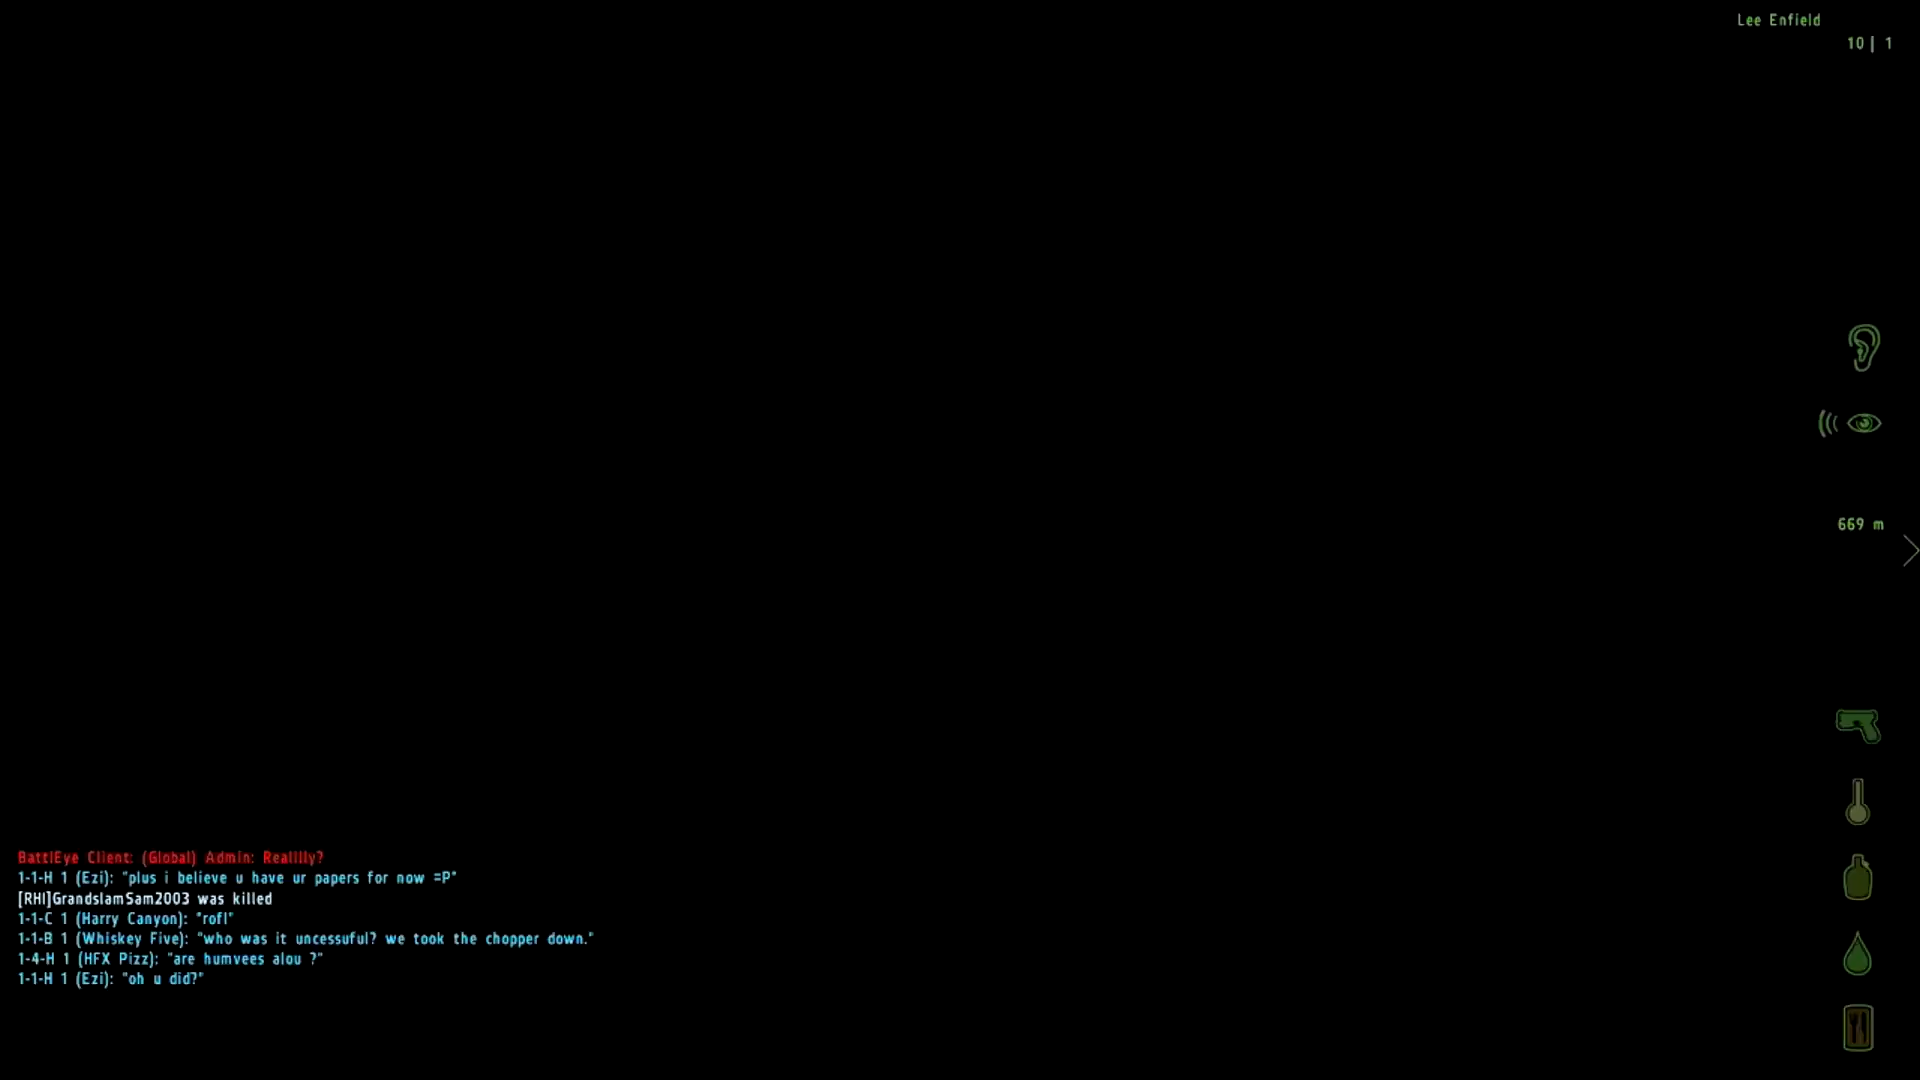 Lee Enfield
10| 1
669 m
BattlEye Client: (Global) Admin: Reallly?
1-1-H 1 (Ezi): "plus i believe u have ur papers for now =P"
[RHI]GrandslamSam2003 was killed
1-1-C 1 (Harry Canyon): "rofl"
1-1-B 1 (Whiskey Five): "who was it uncessuful? we took the chopper down."
1-4-H 1 (HFX Pizz): "are humvees alou ?"
1-1-H 1 (Ezi): "oh u did?"